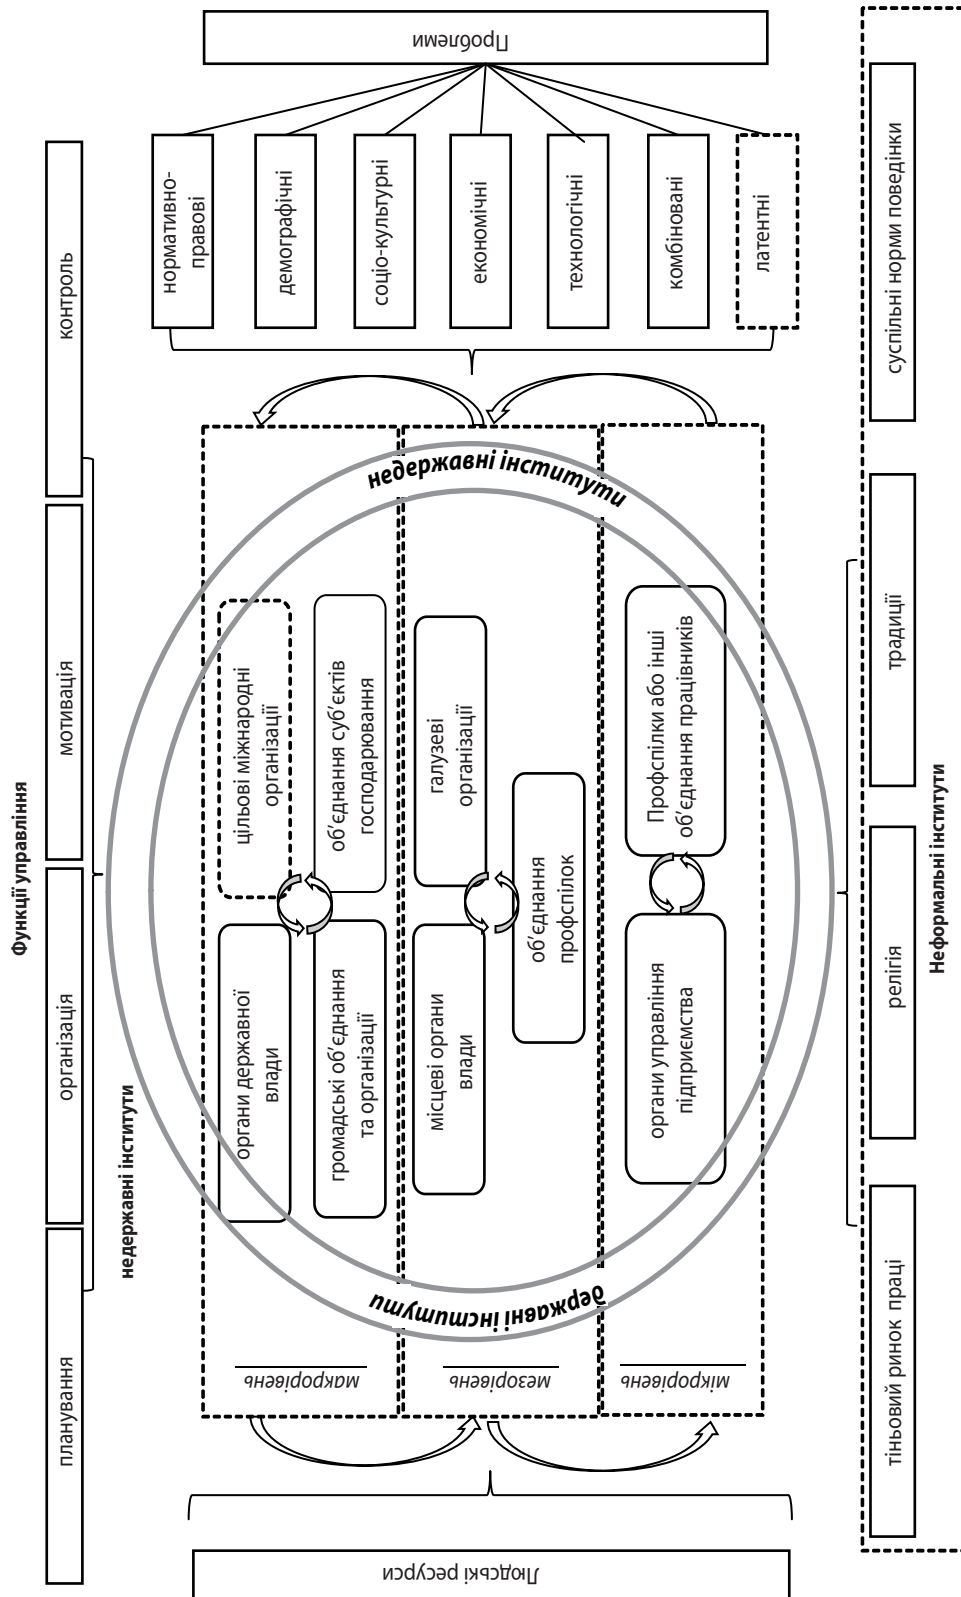 Функції управління
планування
організація
мотивація
контроль
недержавні інститути
Людські ресурси
макрорівень
органи державної
влади
цільові міжнародні
організації
громадські об’єднання
та організації
об’єднання суб’єктів
господарювання
мезорівень
місцеві органи
влади
галузеві
організації
об’єднання
профспілок
мікрорівень
органи управління
підприємства
Профспілки або інші
об’єднання працівників
державні інститути
недержавні інститути
нормативно-
правові
демографічні
соціо-культурні
економічні
технологічні
комбіновані
латентні
Проблеми
Неформальні інститути
тіньовий ринок праці
релігія
традиції
суспільні норми поведінки